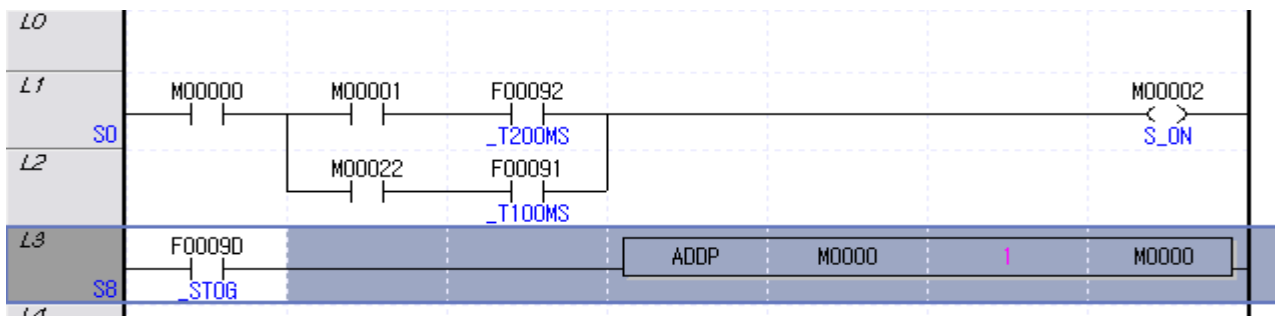 L0
L1 M00000 M00001 F00092 M00002
S0 _T200MS S_ON
L2 M00022 F00091
_T100MS
L3 F0009D ADDP M0000 1 M0000
S8 _STOG
L4